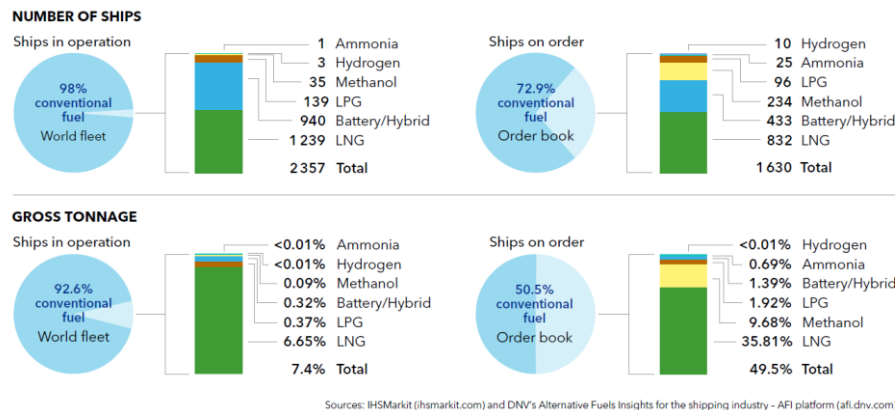 NUMBER OF SHIPS
Ships in operation
98%
conventional
fuel
World fleet
1 Ammonia
3 Hydrogen
35 Methanol
139 LPG
940 Battery/Hybrid
1 239 LNG
2 357 Total
Ships on order
72.9%
conventional
fuel
Order book
10 Hydrogen
25 Ammonia
96 LPG
234 Methanol
433 Battery/Hybrid
832 LNG
1 630 Total
GROSS TONNAGE
Ships in operation
92.6%
conventional
fuel
World fleet
<0.01% Ammonia
<0.01% Hydrogen
0.09% Methanol
0.32% Battery/Hybrid
0.37% LPG
6.65% LNG
7.4% Total
Ships on order
50.5%
conventional
fuel
Order book
<0.01% Hydrogen
0.69% Ammonia
1.39% Battery/Hybrid
1.92% LPG
9.68% Methanol
35.81% LNG
49.5% Total
Sources: IHSMarkit (ihsmarkit.com) and DNV's Alternative Fuels Insights for the shipping industry – AFI platform (afi.dnv.com